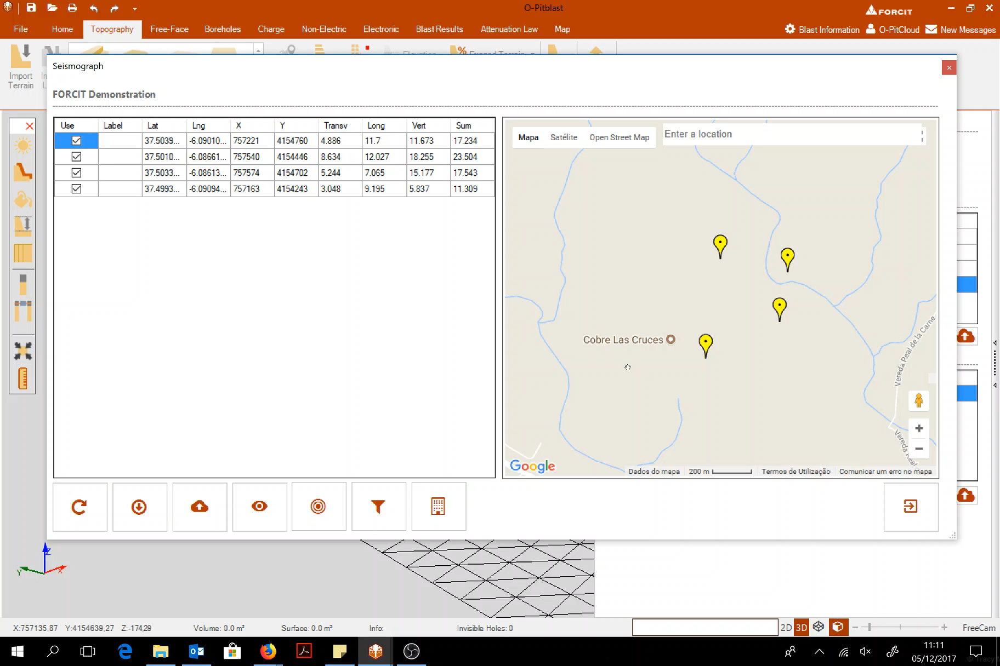 O-Pitblast
FORCIT
File Home Topography Free-Face Boreholes Charge Non-Electric Electronic Blast Results Attenuation Law Map
Blast Information O-PitCloud New Messages
Import
Terrain
Seismograph
FORCIT Demonstration
Use Label Lat Lng X Y Transv Long Vert Sum
37.5039... -6.09010... 757221 4154760 4.886 11.7 11.673 17.234
37.5010... -6.08661... 757540 4154446 8.634 12.027 18.255 23.504
37.5033... -6.08613... 757574 4154702 5.244 7.065 15.177 17.543
37.4993... -6.09094... 757163 4154243 3.048 9.195 5.837 11.309
Mapa Satélite Open Street Map
Enter a location
Cobre Las Cruces
Vereda Real de la Carne
Vereda Real
Google
Dados do mapa 200 m Termos de Utilização Comunicar um erro no mapa
Z
Y
X
X:757135,87 Y:4154639,27 Z:-174,29 Volume: 0.0 m³ Surface: 0.0 m² Info: Invisible Holes: 0
2D 3D FreeCam
11:11
05/12/2017